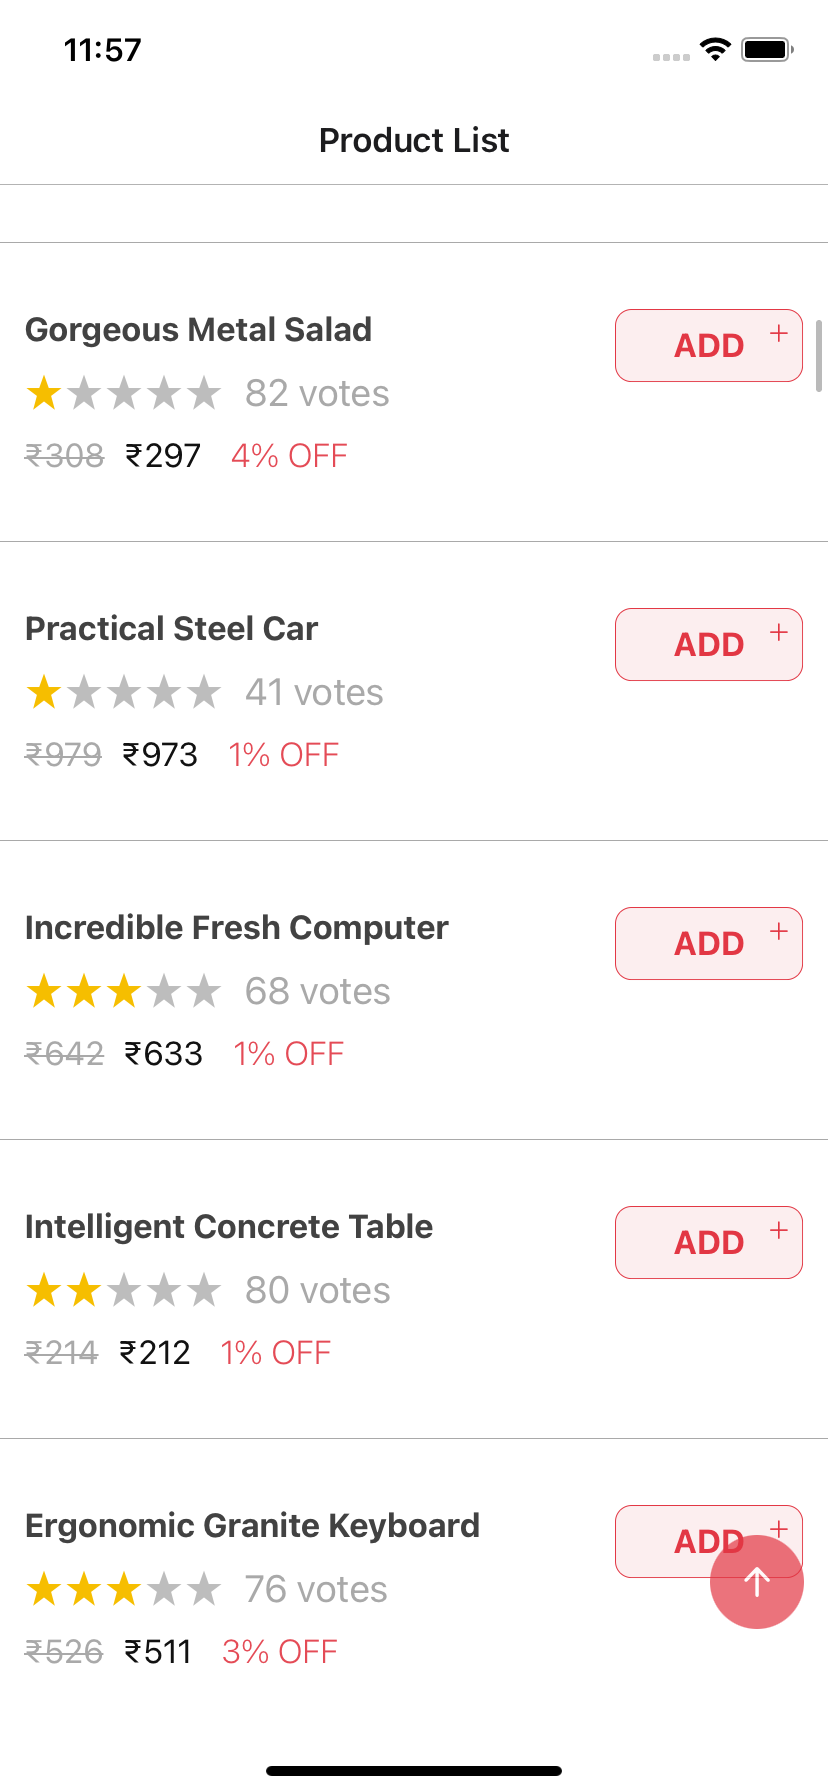 11:57
Product List
Gorgeous Metal Salad
ADD +
82 votes
₹308 ₹297 4% OFF
Practical Steel Car
ADD +
41 votes
₹979 ₹973 1% OFF
Incredible Fresh Computer
ADD +
68 votes
₹642 ₹633 1% OFF
Intelligent Concrete Table
ADD +
80 votes
₹214 ₹212 1% OFF
Ergonomic Granite Keyboard
ADD +
76 votes
₹526 ₹511 3% OFF